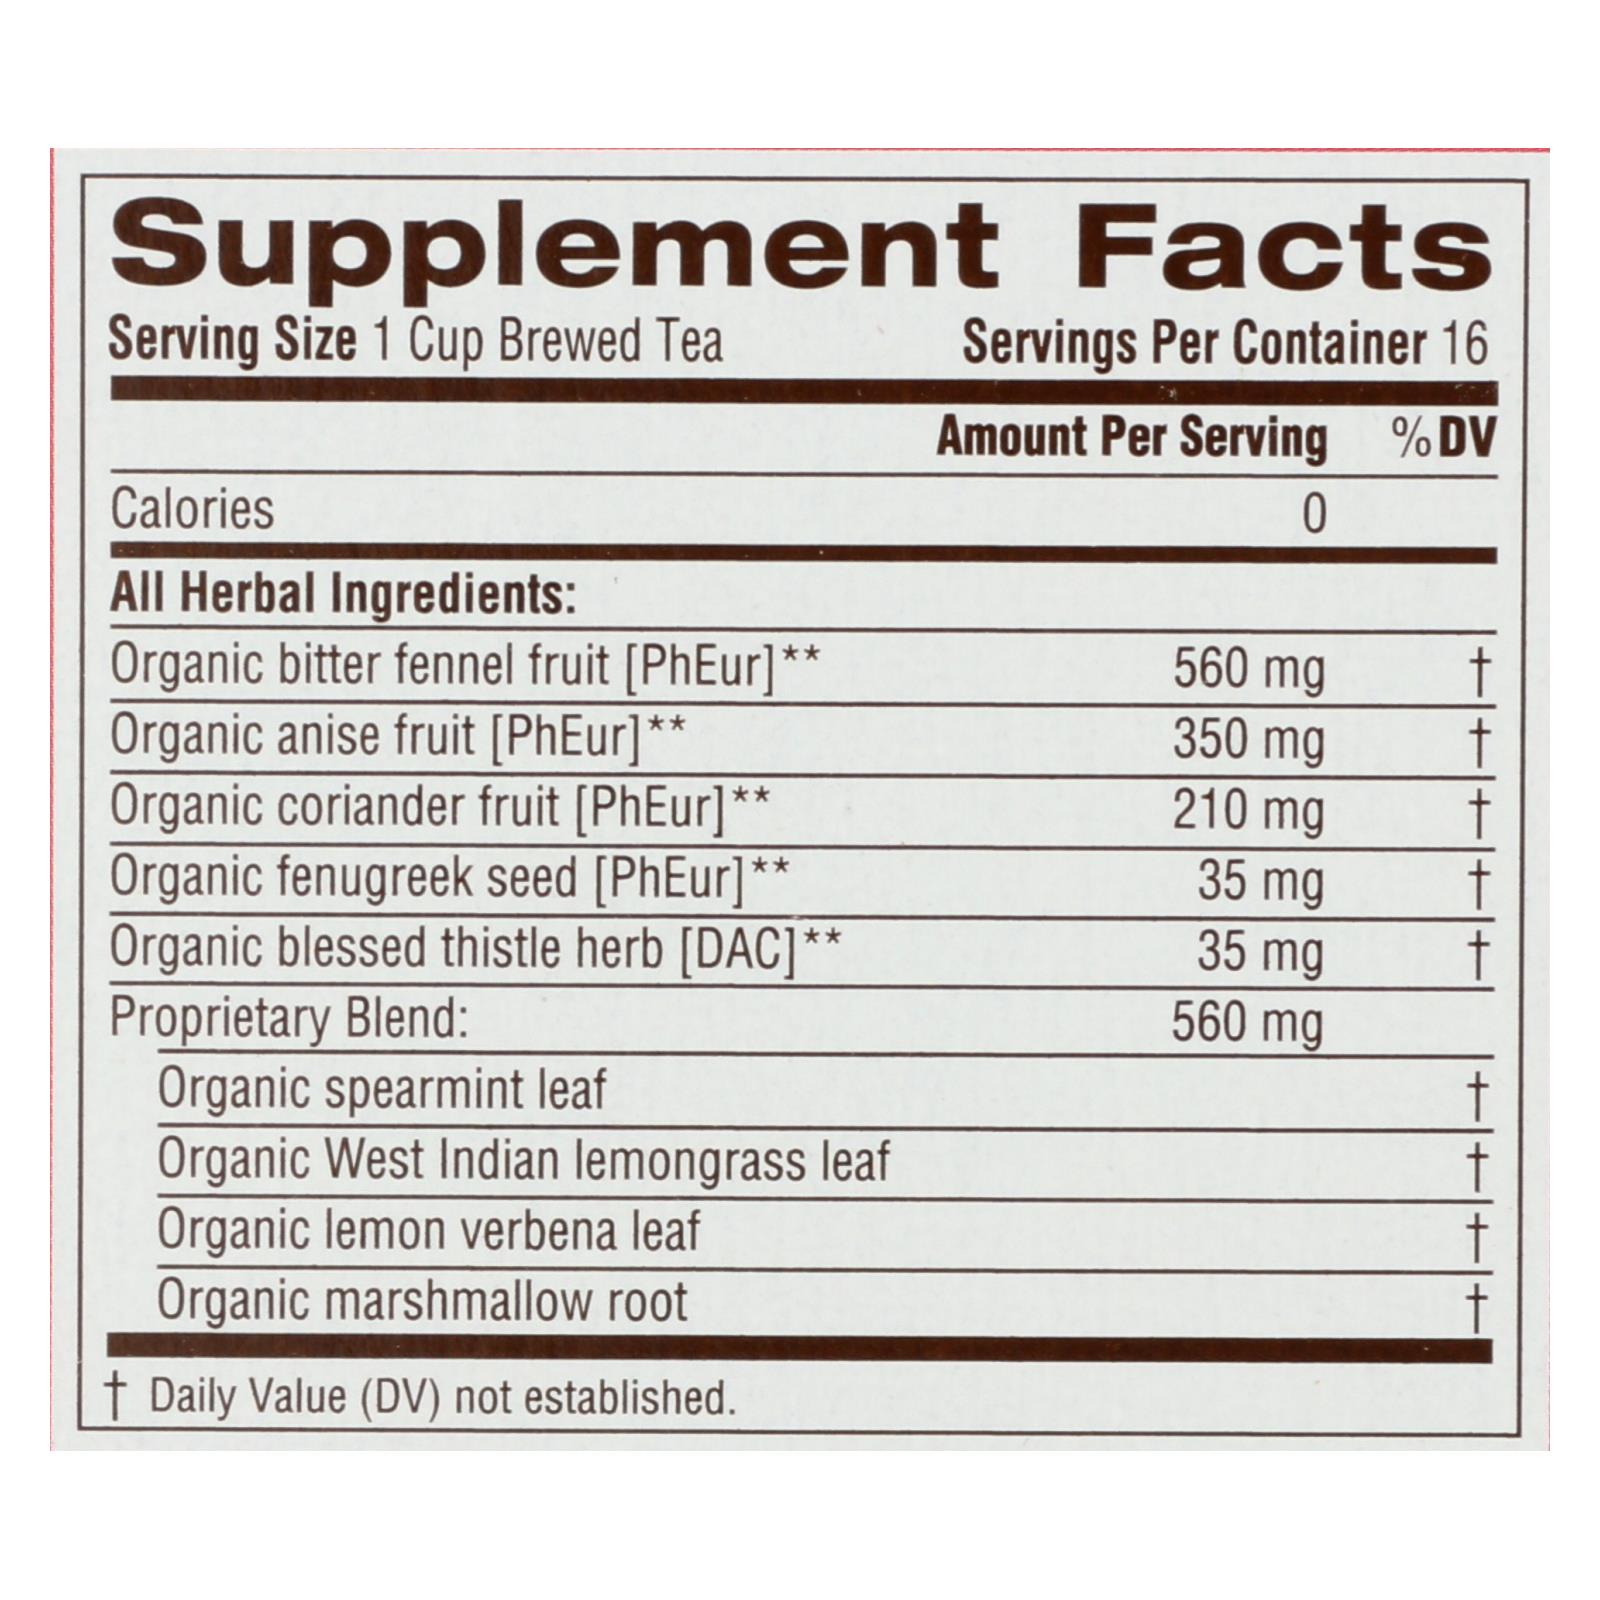 Supplement Facts
Serving Size 1 Cup Brewed Tea Servings Per Container 16
Amount Per Serving % DV
Calories 0
All Herbal Ingredients:
Organic bitter fennel fruit [PhEur]** 560 mg †
Organic anise fruit [PhEur]** 350 mg †
Organic coriander fruit [PhEur]** 210 mg †
Organic fenugreek seed [PhEur]** 35 mg †
Organic blessed thistle herb [DAC]** 35 mg †
Proprietary Blend: 560 mg
Organic spearmint leaf †
Organic West Indian lemongrass leaf †
Organic lemon verbena leaf †
Organic marshmallow root †
† Daily Value (DV) not established.